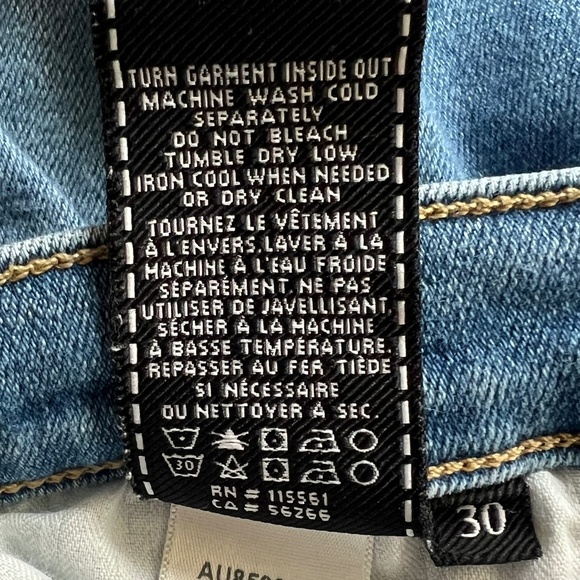 TURN GARMENT INSIDE OUT
MACHINE WASH COLD
SEPARATELY
DO NOT BLEACH
TUMBLE DRY LOW
IRON COOL WHEN NEEDED
OR DRY CLEAN
TOURNEZ LE VÊTEMENT
À L'ENVERS.LAVER À LA
MACHINE À L'EAU FROIDE
SÉPARÉMENT. NE PAS
UTILISER DE JAVELLISANT,
SÉCHER À LA MACHINE
À BASSE TEMPÉRATURE.
REPASSER AU FER TIÈDE
SI NÉCESSAIRE
OU NETTOYER À SEC.
30
RN # 115561
CA # 56266
30